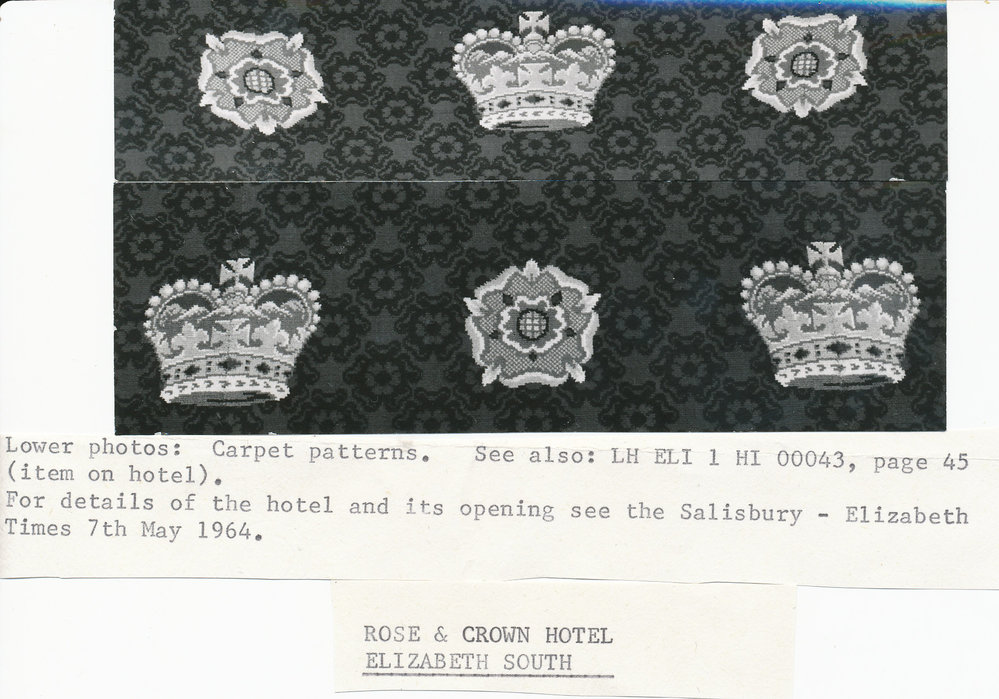 Lower photos: Carpet patterns. See also: LH ELI 1 HI 00043, page 45
(item on hotel).
For details of the hotel and its opening see the Salisbury - Elizabeth
Times 7th May 1964.
ROSE & CROWN HOTEL
ELIZABETH SOUTH